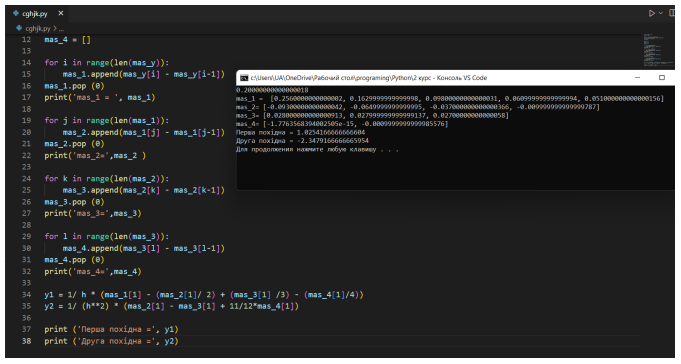 cghjk.py
cghjk.py > ...
12 mas_4 = []
13
14 for i in range(len(mas_y)):
15 mas_1.append(mas_y[i] - mas_y[i-1])
16 mas_1.pop (0)
17 print('mas_1 = ', mas_1)
18
19 for j in range(len(mas_1)):
20 mas_2.append(mas_1[j] - mas_1[j-1])
21 mas_2.pop (0)
22 print('mas_2=',mas_2 )
23
24 for k in range(len(mas_2)):
25 mas_3.append(mas_2[k] - mas_2[k-1])
26 mas_3.pop (0)
27 print('mas_3=',mas_3)
28
29 for l in range(len(mas_3)):
30 mas_4.append(mas_3[l] - mas_3[l-1])
31 mas_4.pop (0)
32 print('mas_4=',mas_4)
33
34 y1 = 1/ h * (mas_1[1] - (mas_2[1]/ 2) + (mas_3[1] /3) - (mas_4[1]/4))
35 y2 = 1/ (h**2) * (mas_2[1] - mas_3[1] + 11/12*mas_4[1])
36
37 print ('Перша похідна =', y1)
38 print ('Друга похідна =', y2)
c:\Users\UA\OneDrive\Рабочий стол\programing\Python\2 курс - Консоль VS Code
0.20000000000000018
mas_1 = [0.2560000000000002, 0.1629999999999998, 0.0980000000000031, 0.06099999999999994, 0.051000000000000156]
mas_2= [-0.09300000000000042, -0.0649999999999995, -0.03700000000000366, -0.009999999999999787]
mas_3= [0.02800000000000913, 0.02799999999999137, 0.0270000000000058]
mas_4= [-1.7763568394002505e-15, -0.0009999999999985576]
Перша похідна = 1.0254166666666604
Друга похідна = -2.3479166666665954
Для продолжения нажмите любую клавишу . . .